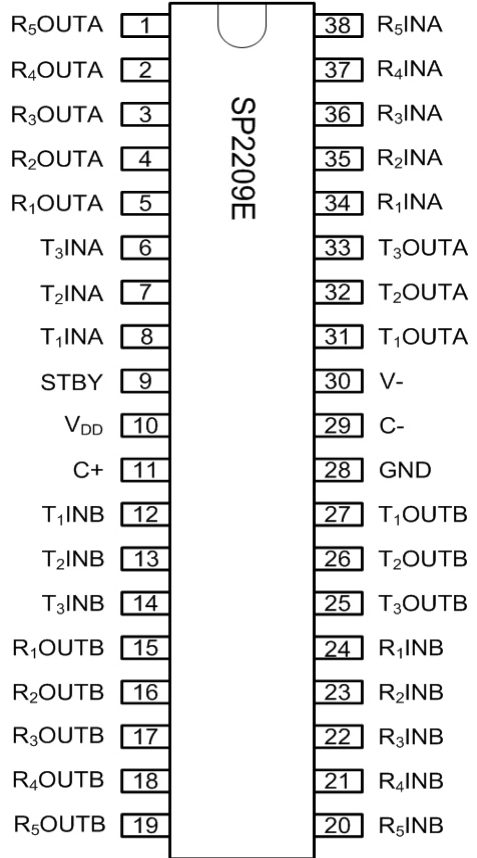 R₅OUTA 1 38 R₅INA
R₄OUTA 2 37 R₄INA
R₃OUTA 3 36 R₃INA
R₂OUTA 4 35 R₂INA
R₁OUTA 5 34 R₁INA
T₃INA 6 33 T₃OUTA
T₂INA 7 32 T₂OUTA
T₁INA 8 31 T₁OUTA
STBY 9 30 V-
V_DD 10 29 C-
C+ 11 28 GND
T₁INB 12 27 T₁OUTB
T₂INB 13 26 T₂OUTB
T₃INB 14 25 T₃OUTB
R₁OUTB 15 24 R₁INB
R₂OUTB 16 23 R₂INB
R₃OUTB 17 22 R₃INB
R₄OUTB 18 21 R₄INB
R₅OUTB 19 20 R₅INB
SP2209E